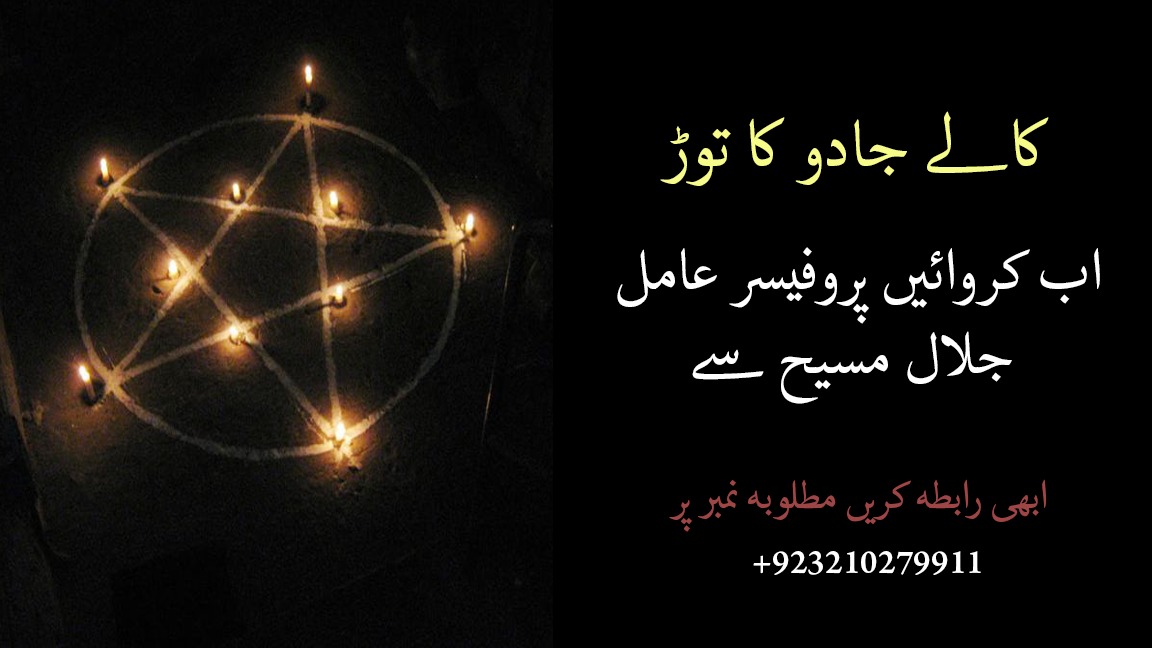 کالے جادو کا توڑ
اب کروائیں پروفیسر عامل
جلال مسیح سے
ابھی رابطہ کریں مطلوبہ نمبر پر
+923210279911